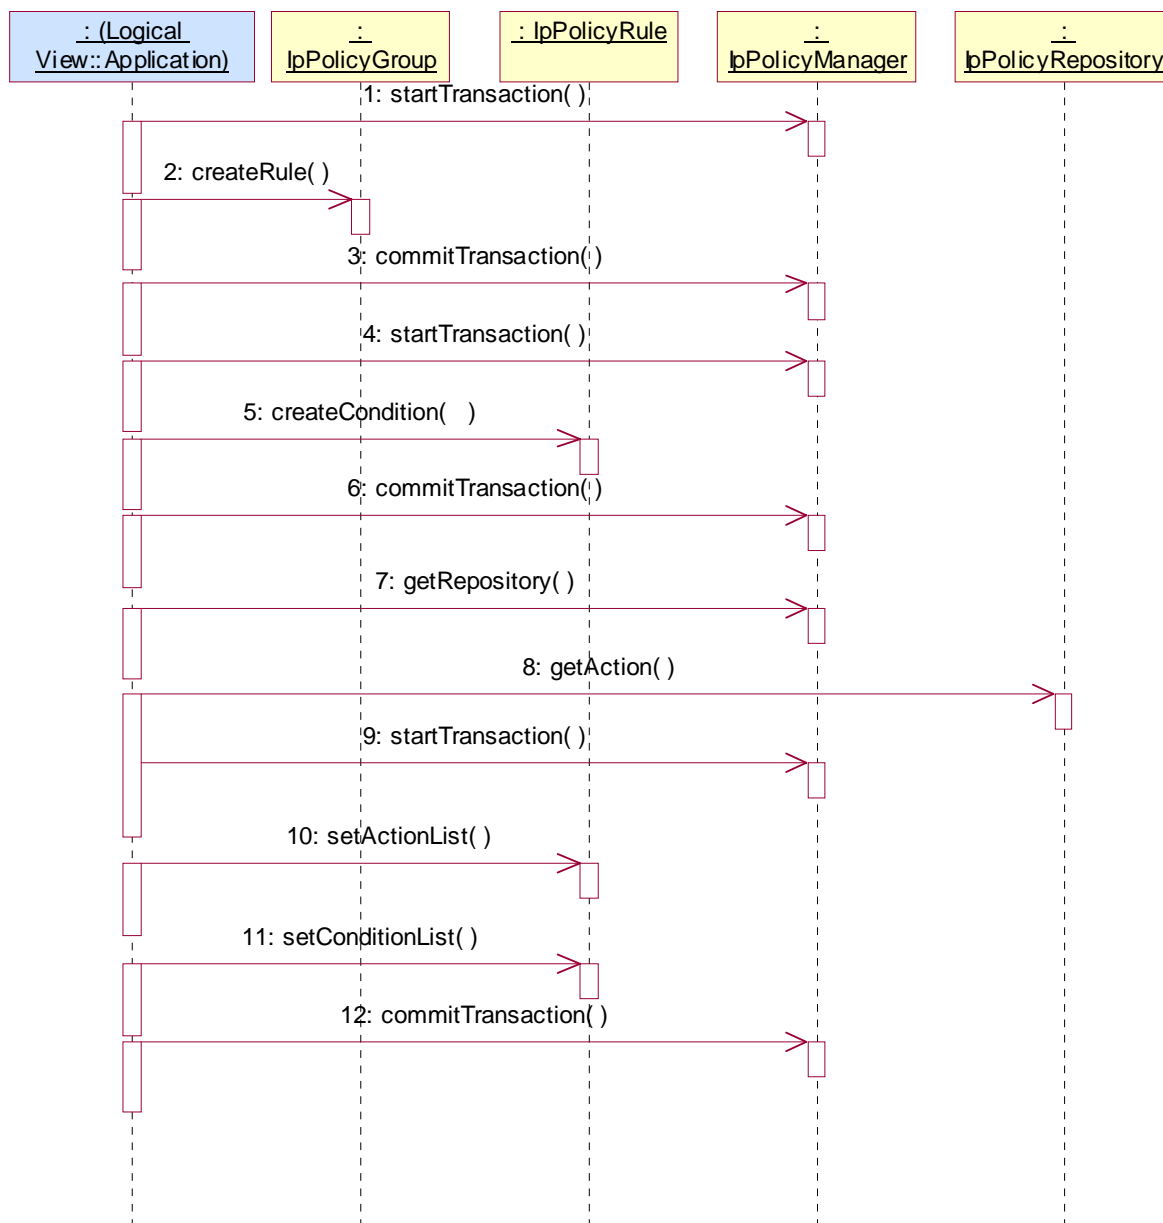 : (Logical
View::Application)
:
IpPolicyGroup
: IpPolicyRule
:
IpPolicyManager
:
IpPolicyRepository
1: startTransaction( )
2: createRule( )
3: commitTransaction( )
4: startTransaction( )
5: createCondition( )
6: commitTransaction( )
7: getRepository( )
8: getAction( )
9: startTransaction( )
10: setActionList( )
11: setConditionList( )
12: commitTransaction( )